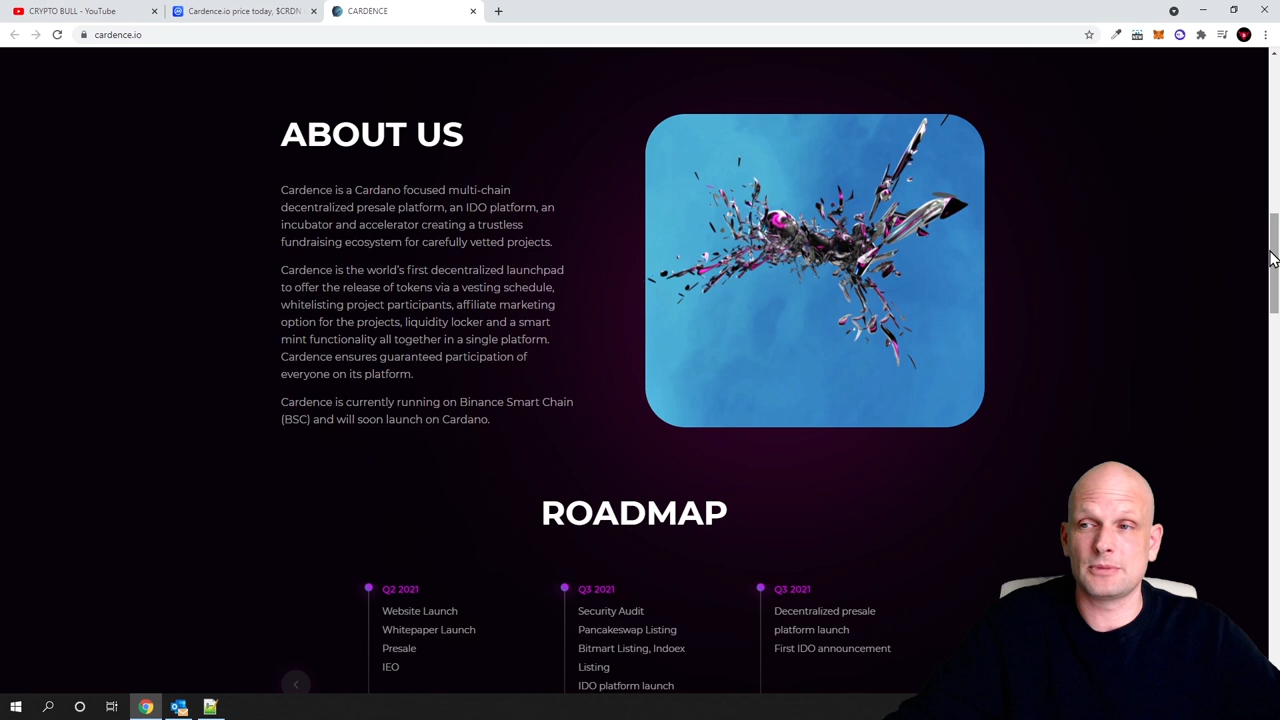 CRYPTO BULL - YouTube
Cardence.io price today, $CRDN
CARDENCE
cardence.io
ABOUT US
Cardence is a Cardano focused multi-chain
decentralized presale platform, an IDO platform, an
incubator and accelerator creating a trustless
fundraising ecosystem for carefully vetted projects.
Cardence is the world's first decentralized launchpad
to offer the release of tokens via a vesting schedule,
whitelisting project participants, affiliate marketing
option for the projects, liquidity locker and a smart
mint functionality all together in a single platform.
Cardence ensures guaranteed participation of
everyone on its platform.
Cardence is currently running on Binance Smart Chain
(BSC) and will soon launch on Cardano.
ROADMAP
Q2 2021
Website Launch
Whitepaper Launch
Presale
IEO
Q3 2021
Security Audit
Pancakeswap Listing
Bitmart Listing, Indoex
Listing
IDO platform launch
Q3 2021
Decentralized presale
platform launch
First IDO announcement